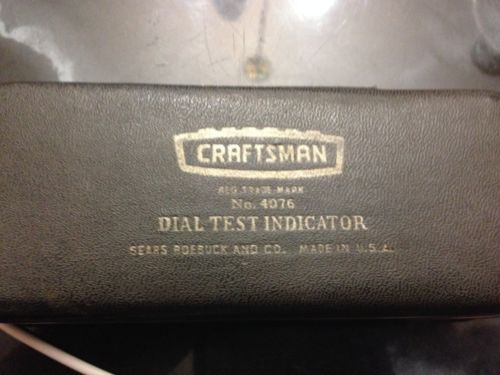 CRAFTSMAN
REG. TRADE MARK
No. 4076
DIAL TEST INDICATOR
SEARS ROEBUCK AND CO. MADE IN U.S.A.